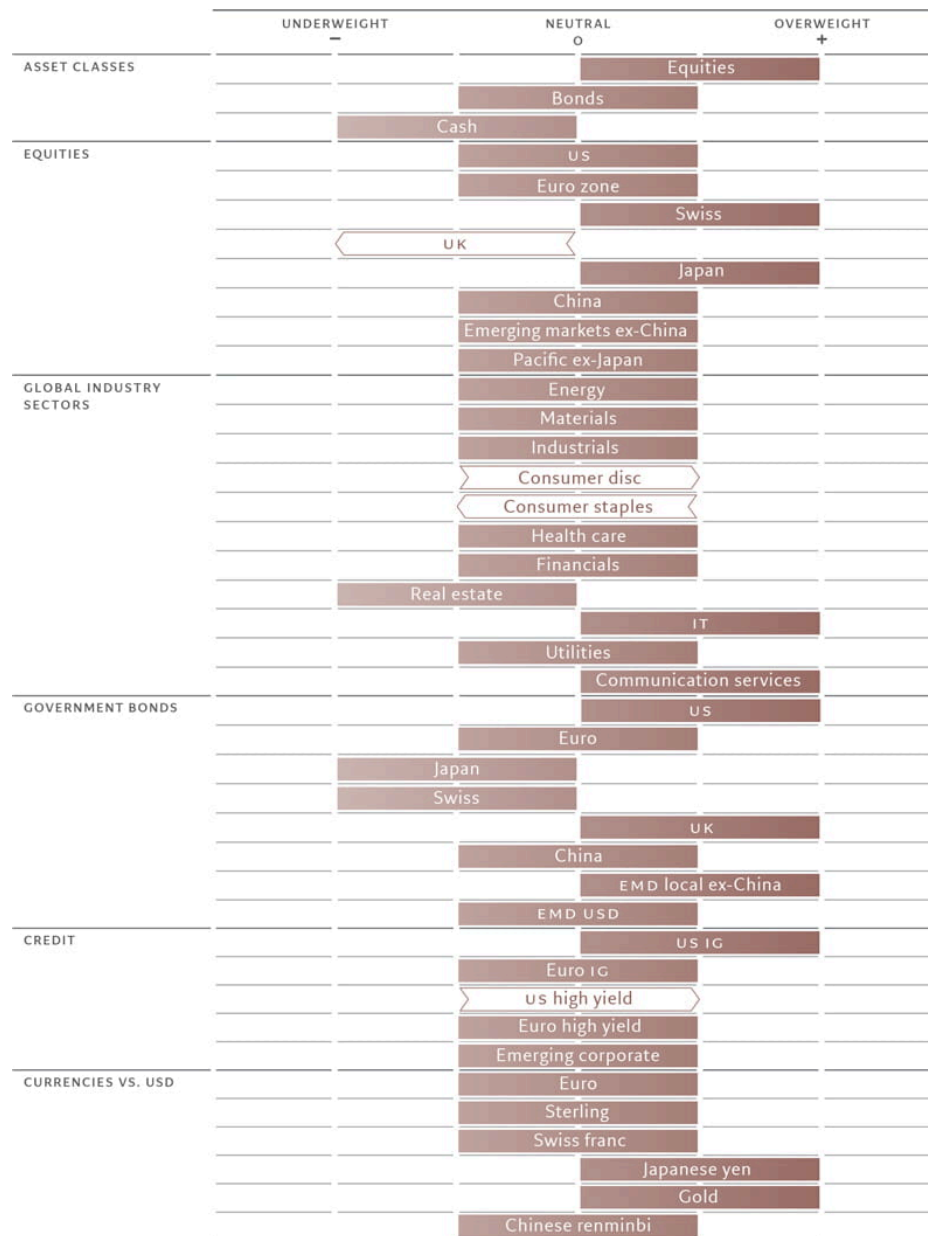 UNDERWEIGHT NEUTRAL OVERWEIGHT
− O +
ASSET CLASSES Equities
Bonds
Cash
EQUITIES US
Euro zone
Swiss
UK
Japan
China
Emerging markets ex-China
Pacific ex-Japan
GLOBAL INDUSTRY Energy
SECTORS Materials
Industrials
Consumer disc
Consumer staples
Health care
Financials
Real estate
IT
Utilities
Communication services
GOVERNMENT BONDS US
Euro
Japan
Swiss
UK
China
EMD local ex-China
EMD USD
CREDIT US IG
Euro IG
US high yield
Euro high yield
Emerging corporate
CURRENCIES VS. USD Euro
Sterling
Swiss franc
Japanese yen
Gold
Chinese renminbi